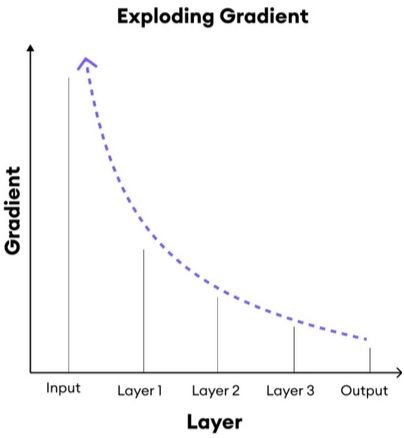 Exploding Gradient
Gradient
Input
Layer 1
Layer 2
Layer 3
Output
Layer